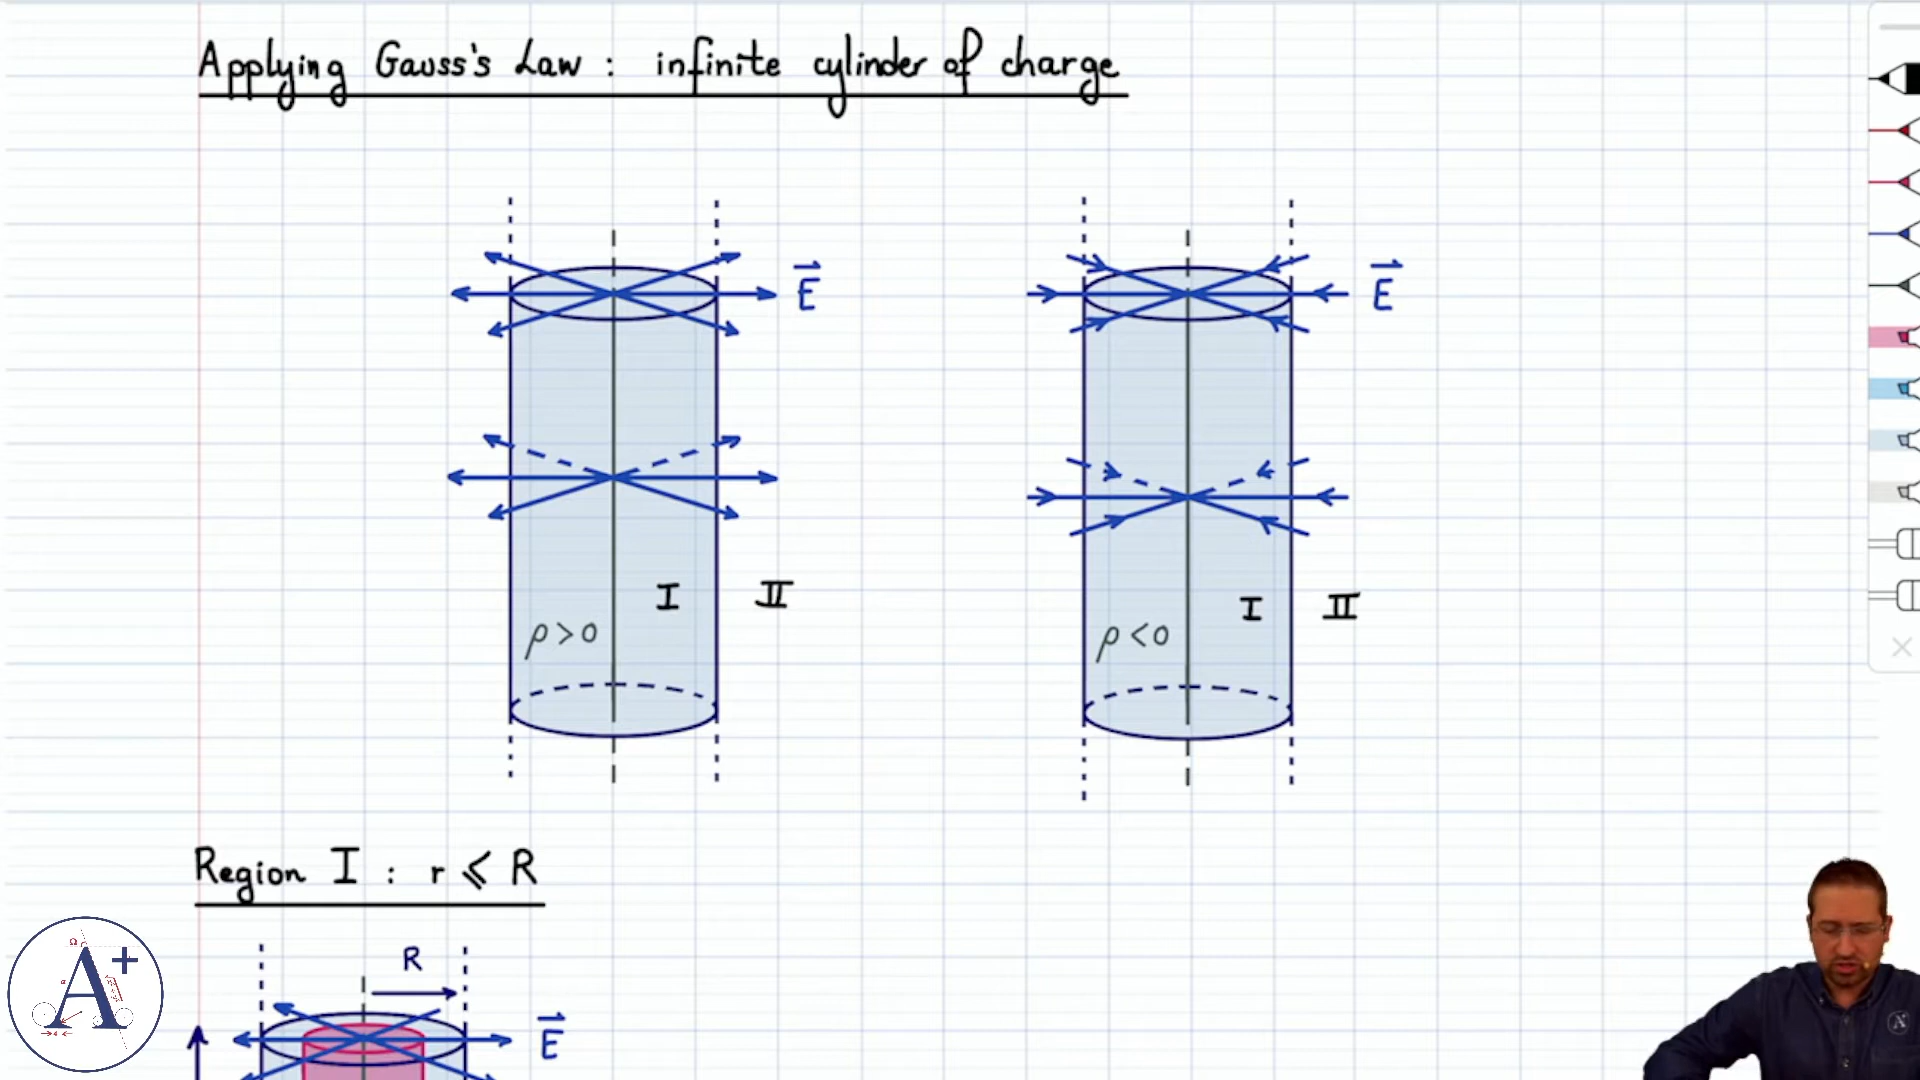 Applying Gauss's Law : infinite cylinder of charge
E
E
I II
I II
ρ > 0
ρ < 0
Region I : r ⩽ R
R
A+
E